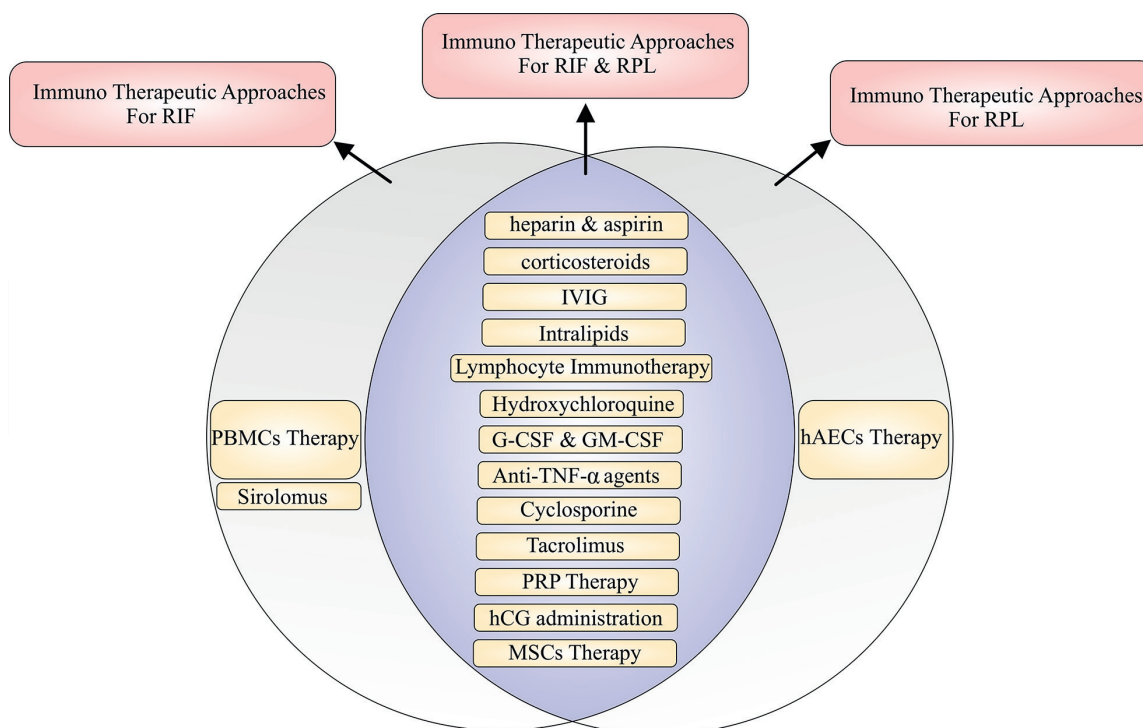 Immuno Therapeutic Approaches
For RIF & RPL
Immuno Therapeutic Approaches
For RIF
Immuno Therapeutic Approaches
For RPL
heparin & aspirin
corticosteroids
IVIG
Intralipids
Lymphocyte Immunotherapy
Hydroxychloroquine
G-CSF & GM-CSF
Anti-TNF-α agents
Cyclosporine
Tacrolimus
PRP Therapy
hCG administration
MSCs Therapy
PBMCs Therapy
Sirolomus
hAECs Therapy